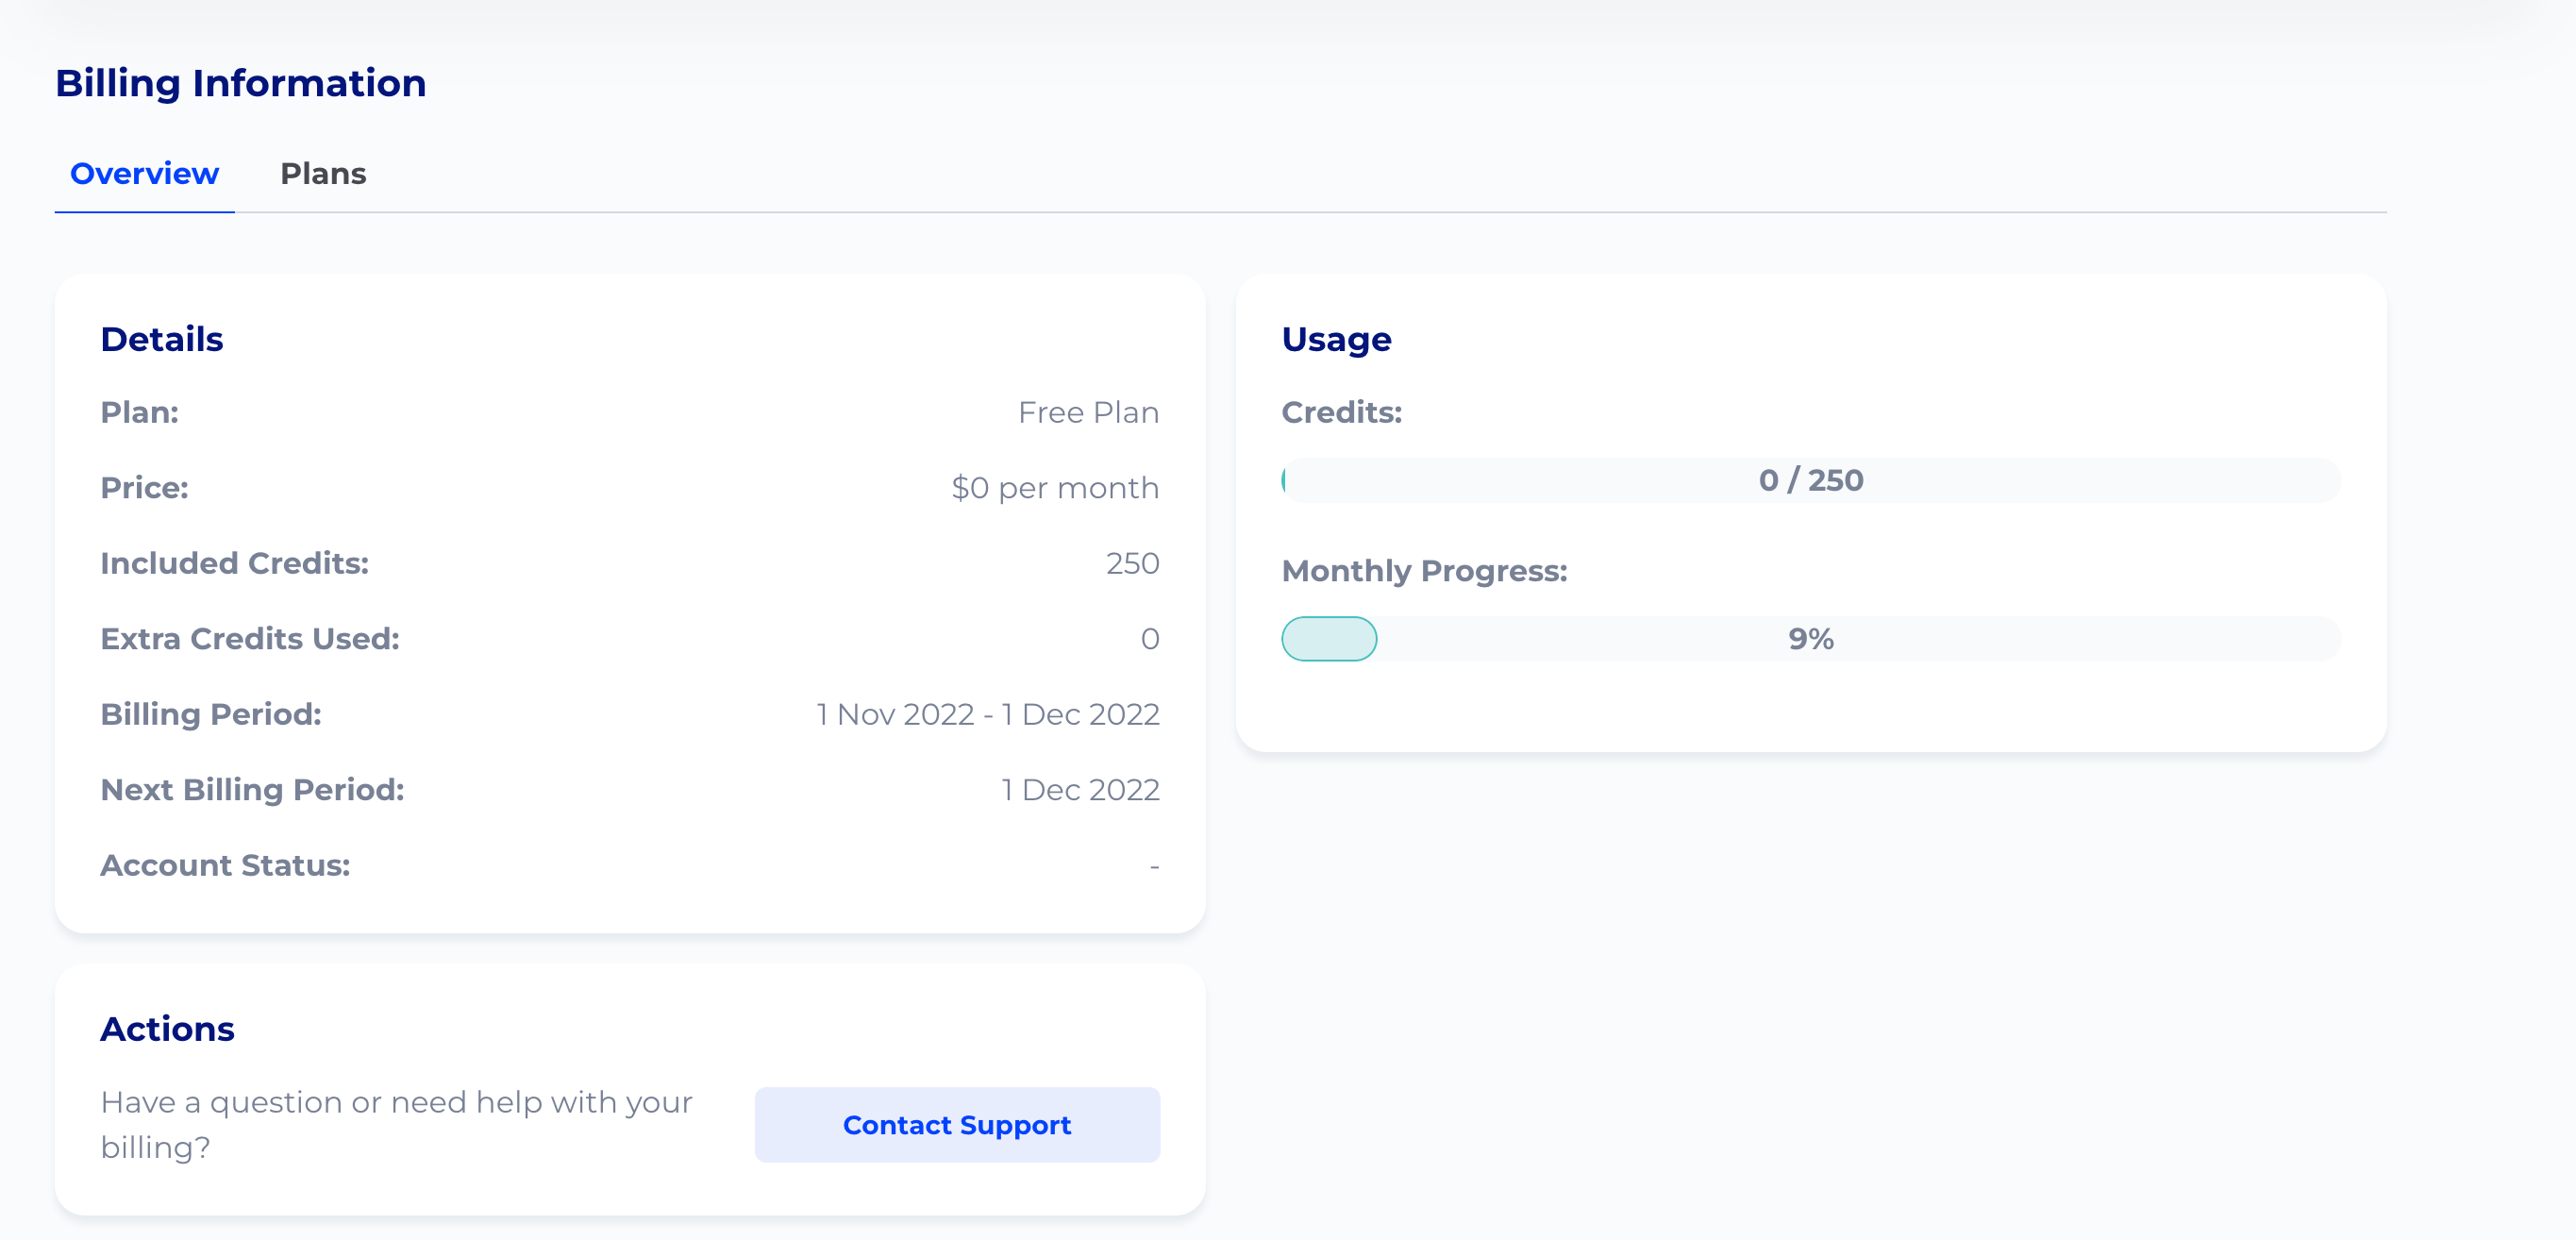 Billing Information
Overview Plans
Details
Plan: Free Plan
Price: $0 per month
Included Credits: 250
Extra Credits Used: 0
Billing Period: 1 Nov 2022 - 1 Dec 2022
Next Billing Period: 1 Dec 2022
Account Status: -
Usage
Credits:
0 / 250
Monthly Progress:
9%
Actions
Have a question or need help with your
billing?
Contact Support